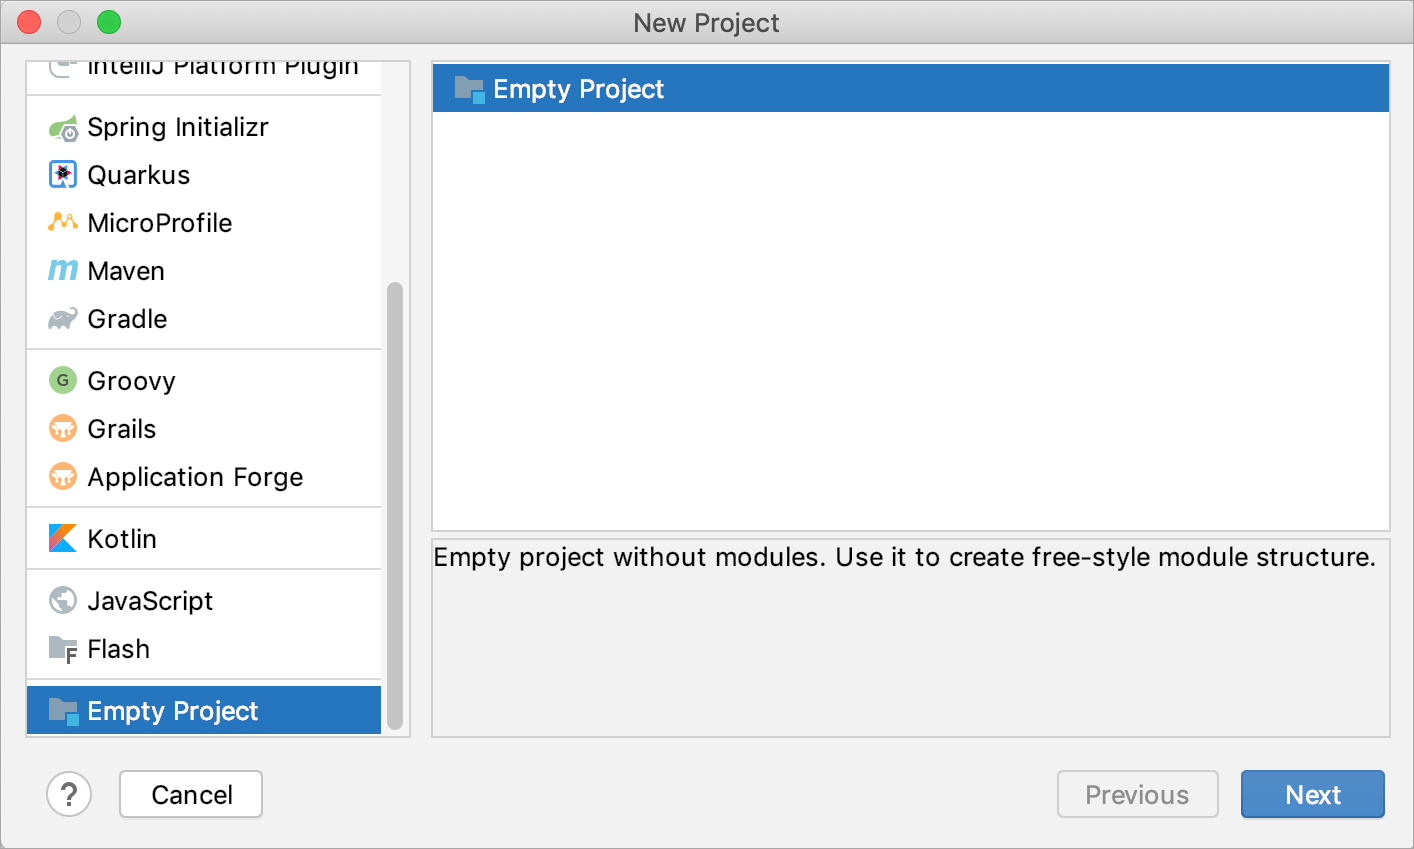 New Project
IntelliJ Platform Plugin
Spring Initializr
Quarkus
MicroProfile
Maven
Gradle
G Groovy
Grails
Application Forge
Kotlin
JavaScript
F Flash
Empty Project
Empty Project
Empty project without modules. Use it to create free-style module structure.
? Cancel
Previous
Next